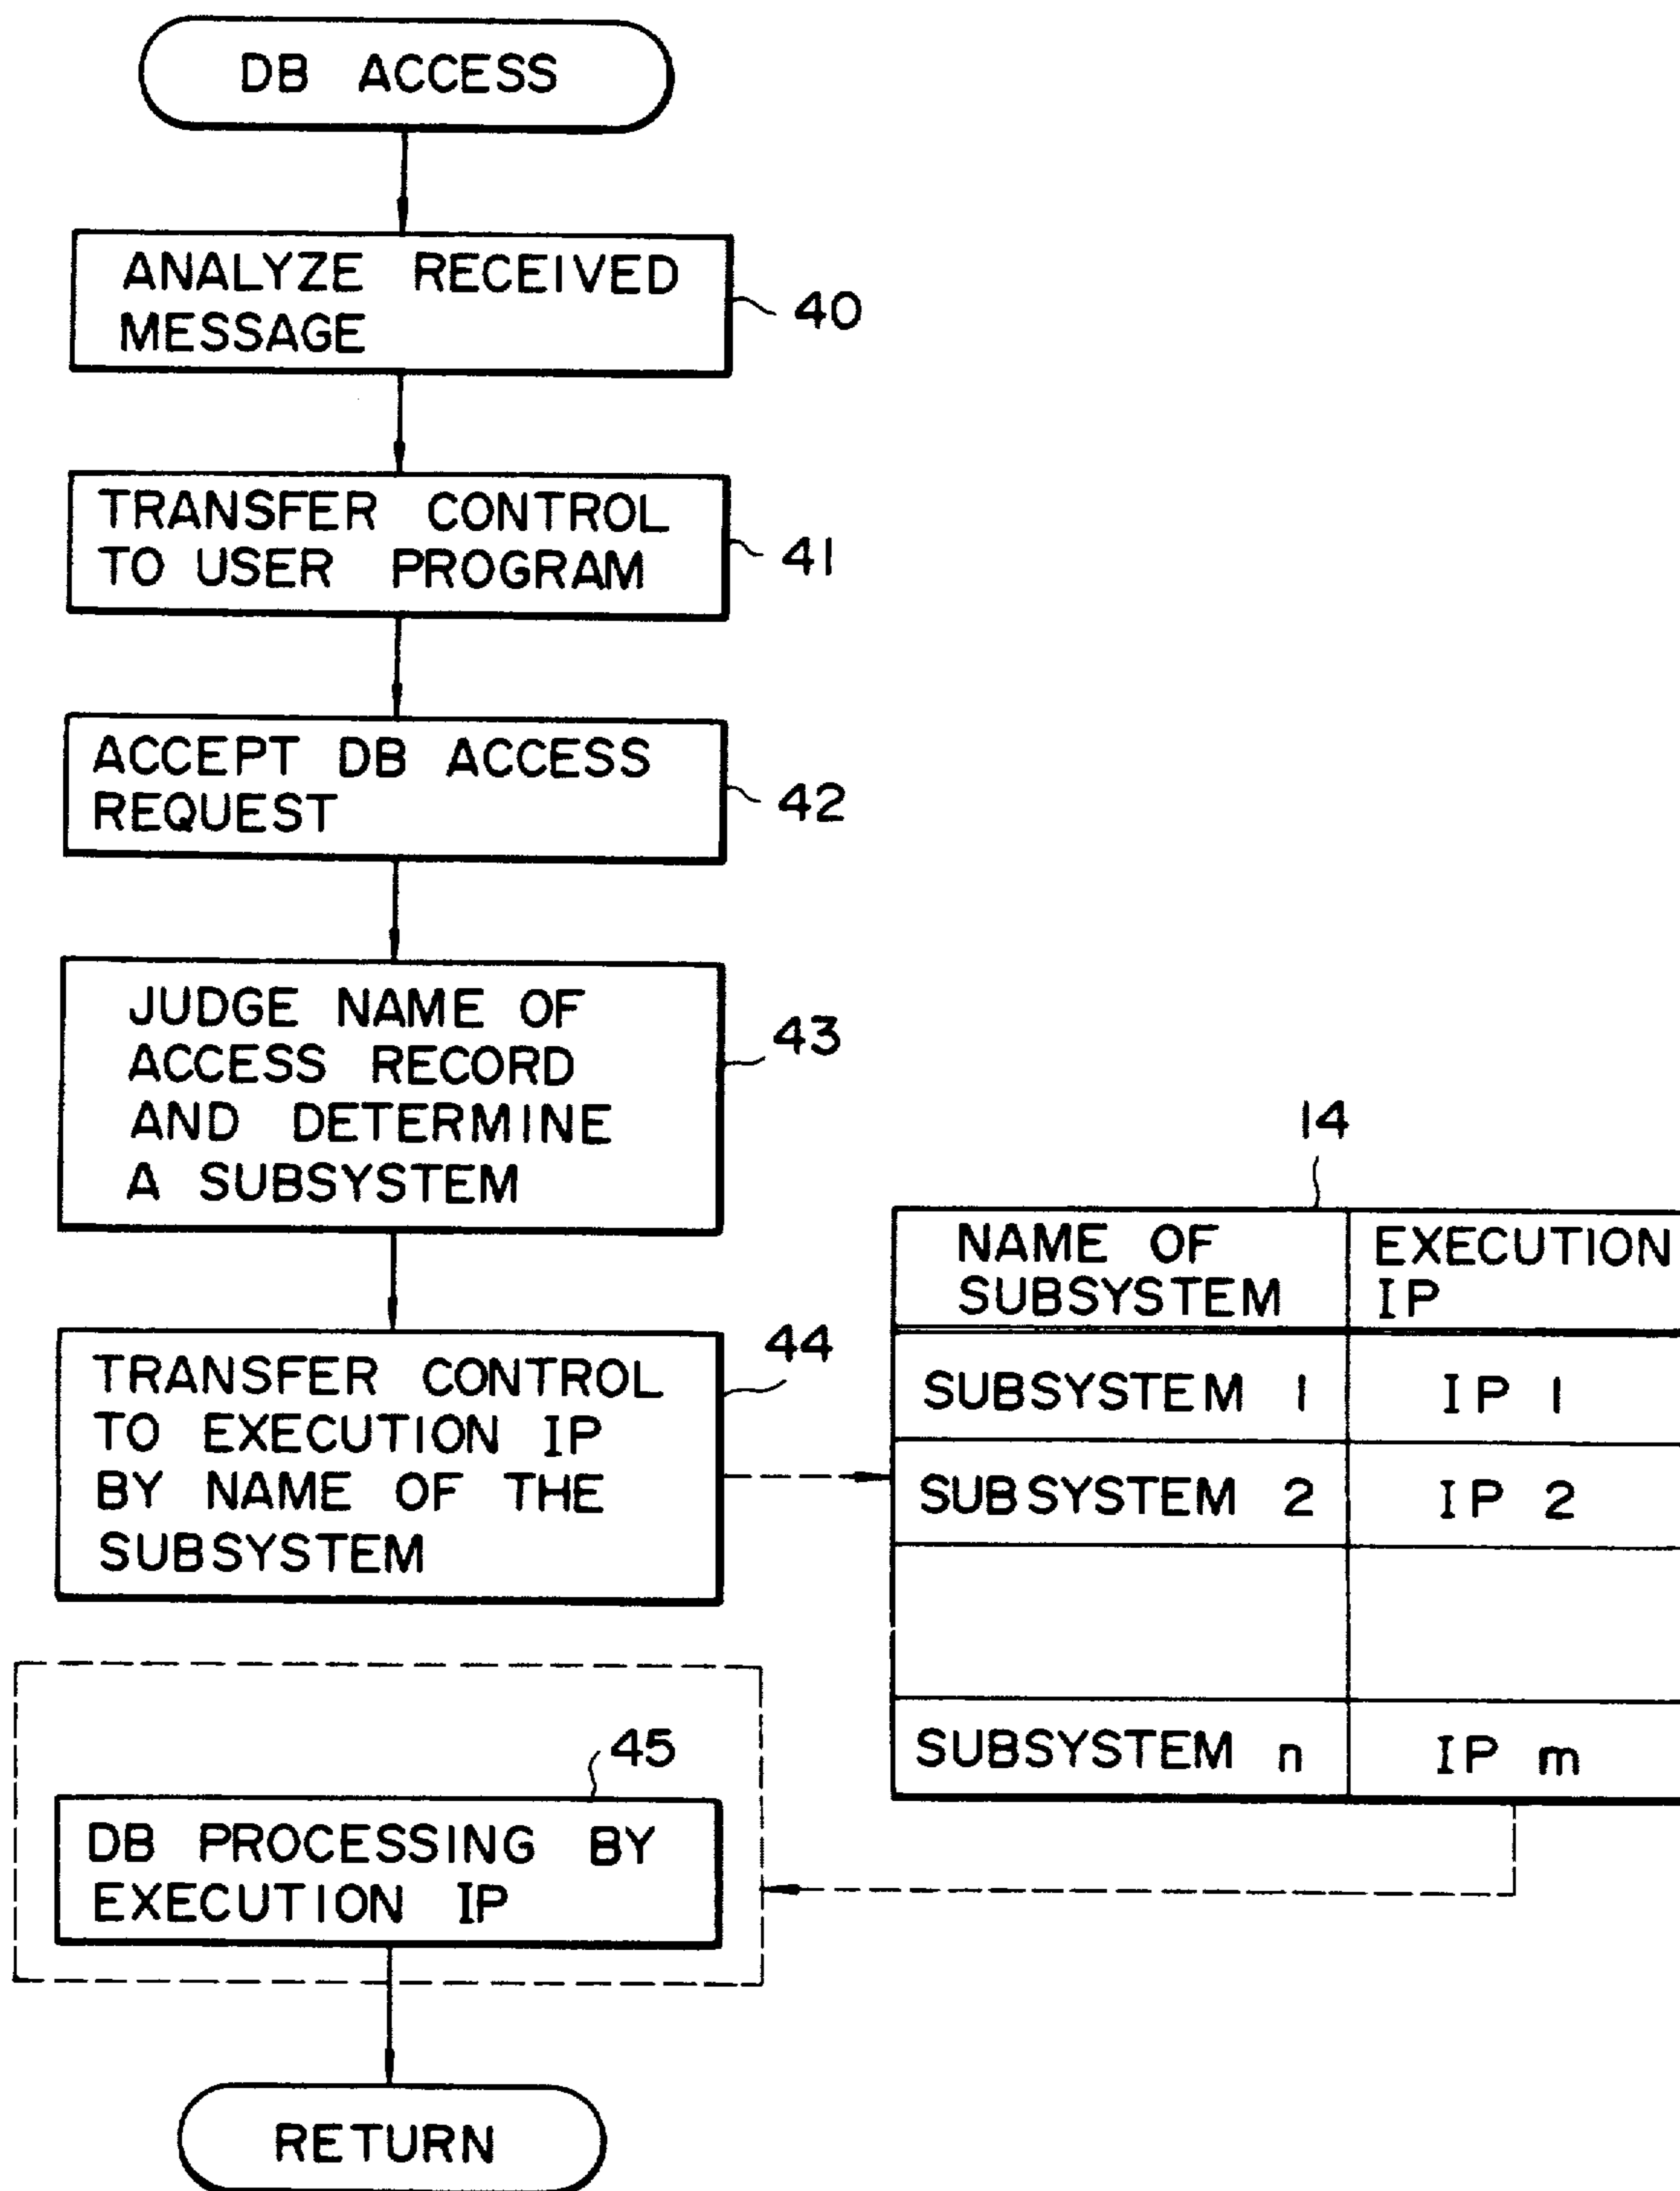 DB ACCESS
ANALYZE RECEIVED
MESSAGE
40
TRANSFER CONTROL
TO USER PROGRAM
41
ACCEPT DB ACCESS
REQUEST
42
JUDGE NAME OF
ACCESS RECORD
AND DETERMINE
A SUBSYSTEM
43
TRANSFER CONTROL
TO EXECUTION IP
BY NAME OF THE
SUBSYSTEM
44
14
NAME OF
SUBSYSTEM
EXECUTION
IP
SUBSYSTEM 1
IP 1
SUBSYSTEM 2
IP 2
SUBSYSTEM n
IP m
45
DB PROCESSING BY
EXECUTION IP
RETURN